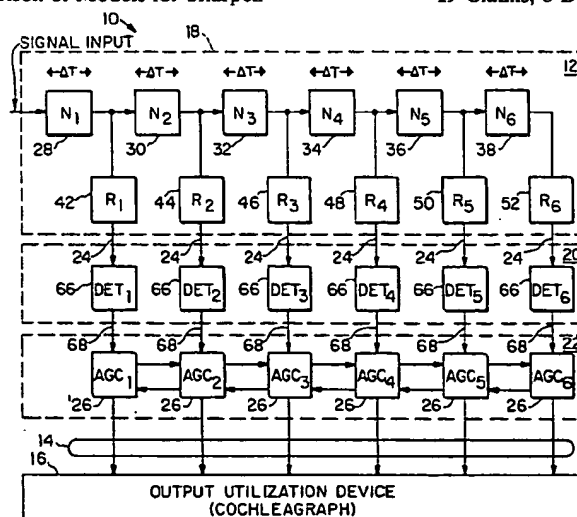 10
18
SIGNAL INPUT
←ΔT→ ←ΔT→ ←ΔT→ ←ΔT→ ←ΔT→ ←ΔT→
12
N1 N2 N3 N4 N5 N6
28 30 32 34 36 38
42 R1 44 R2 46 R3 48 R4 50 R5 52 R6
24 24 24 24 24 24
20
66 DET1 66 DET2 66 DET3 66 DET4 66 DET5 66 DET6
68 68 68 68 68 68
22
AGC1 AGC2 AGC3 AGC4 AGC5 AGC6
26 26 26 26 26 26
14
16
OUTPUT UTILIZATION DEVICE
(COCHLEAGRAPH)